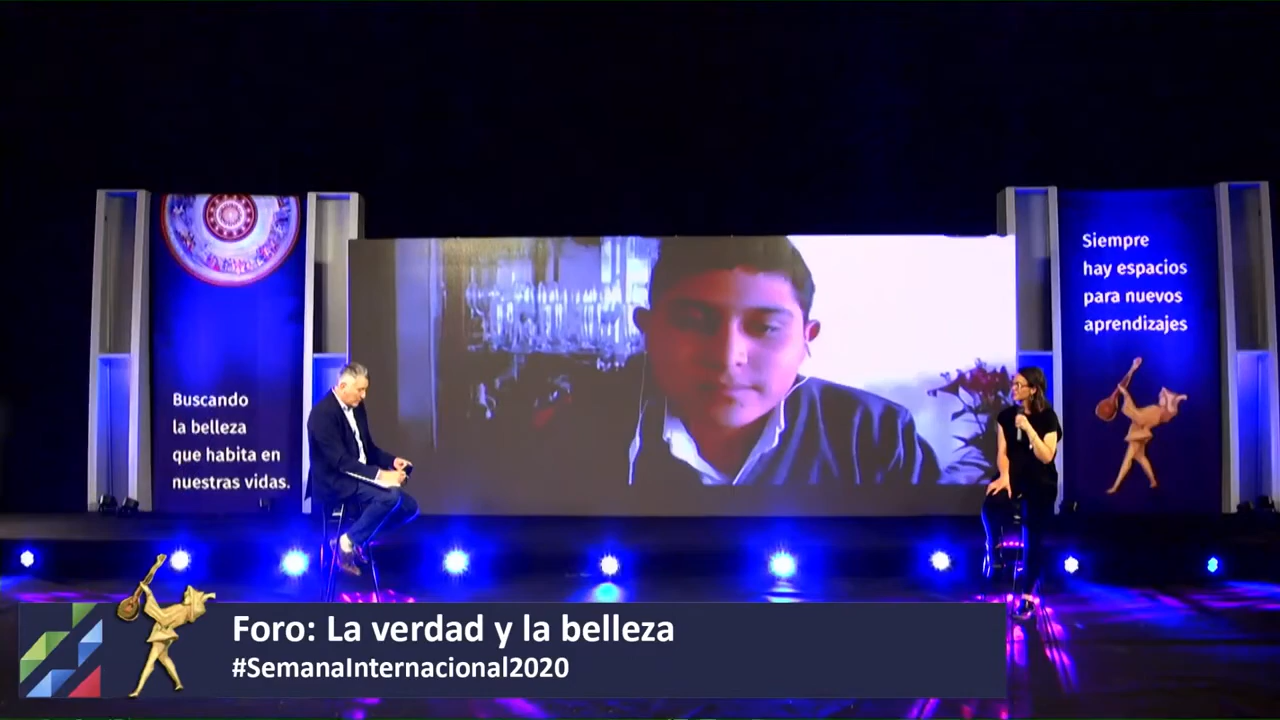 Buscando
la belleza
que habita en
nuestras vidas.
Siempre
hay espacios
para nuevos
aprendizajes
Foro: La verdad y la belleza
#SemanaInternacional2020